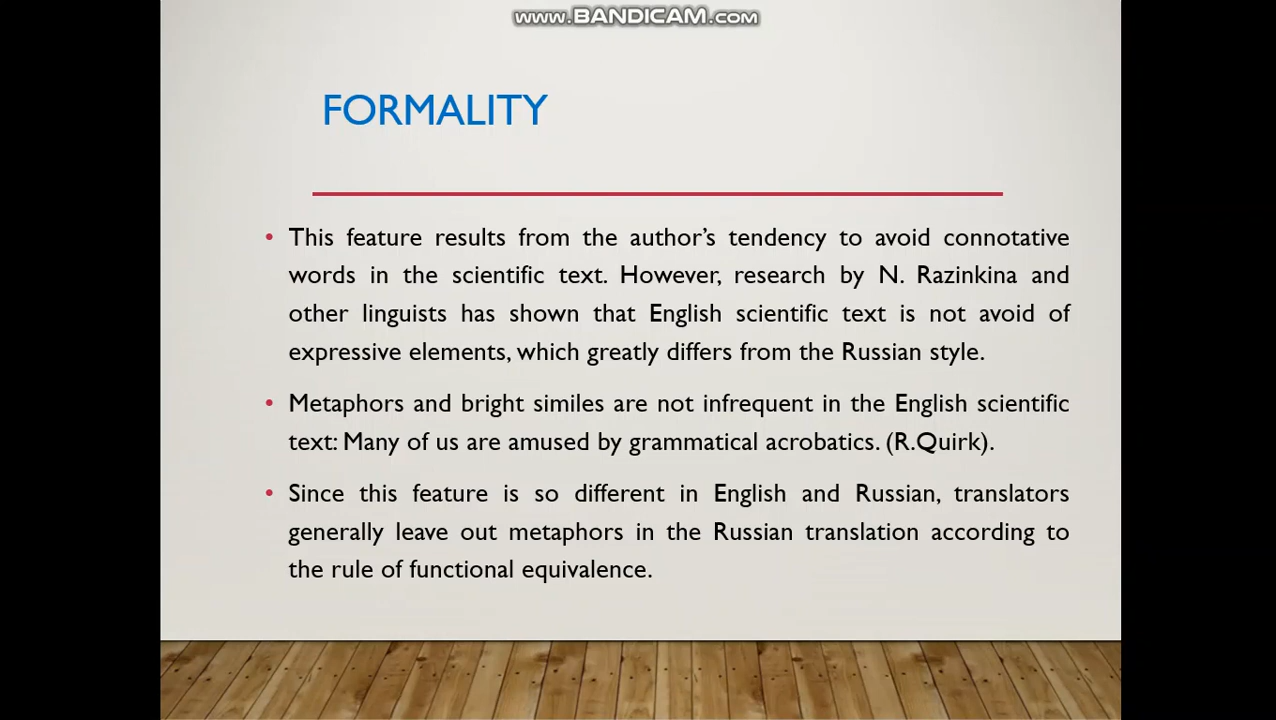 www.BANDICAM.com
FORMALITY
• This feature results from the author's tendency to avoid connotative
words in the scientific text. However, research by N. Razinkina and
other linguists has shown that English scientific text is not avoid of
expressive elements, which greatly differs from the Russian style.
• Metaphors and bright similes are not infrequent in the English scientific
text: Many of us are amused by grammatical acrobatics. (R.Quirk).
• Since this feature is so different in English and Russian, translators
generally leave out metaphors in the Russian translation according to
the rule of functional equivalence.